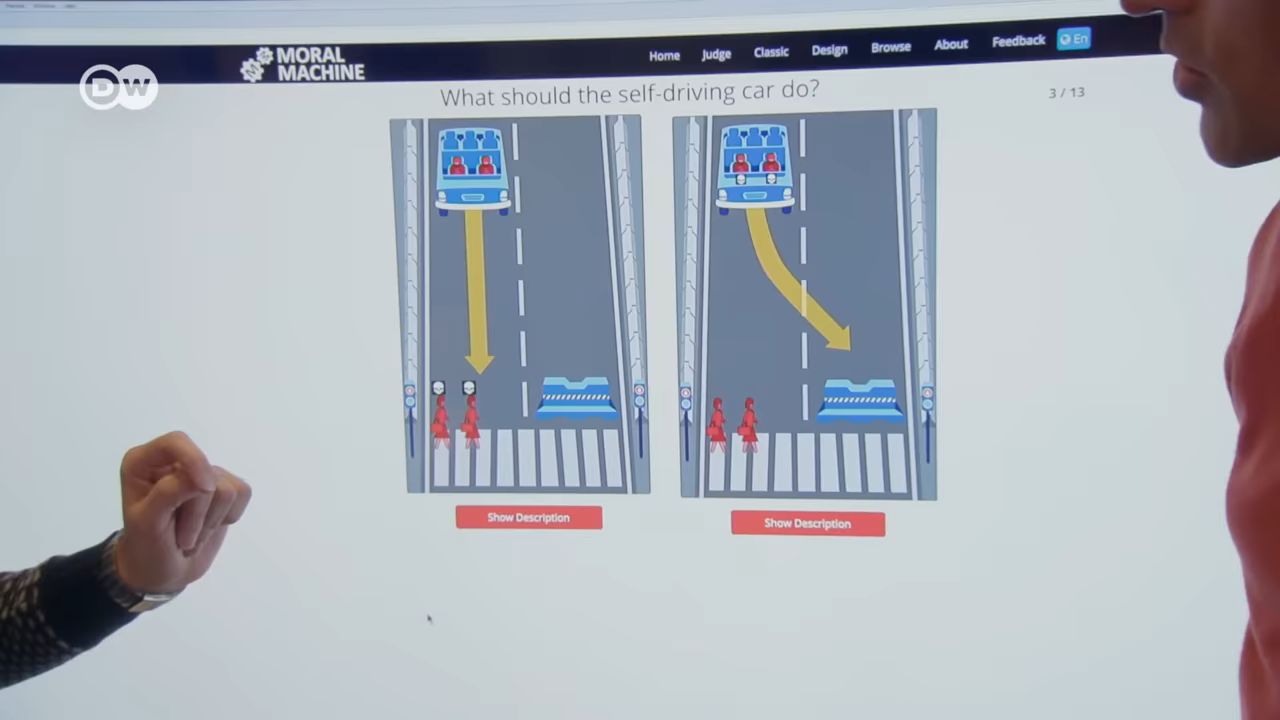 MORAL
MACHINE
Home Judge Classic Design Browse About Feedback En
DW
What should the self-driving car do?
3 / 13
Show Description
Show Description